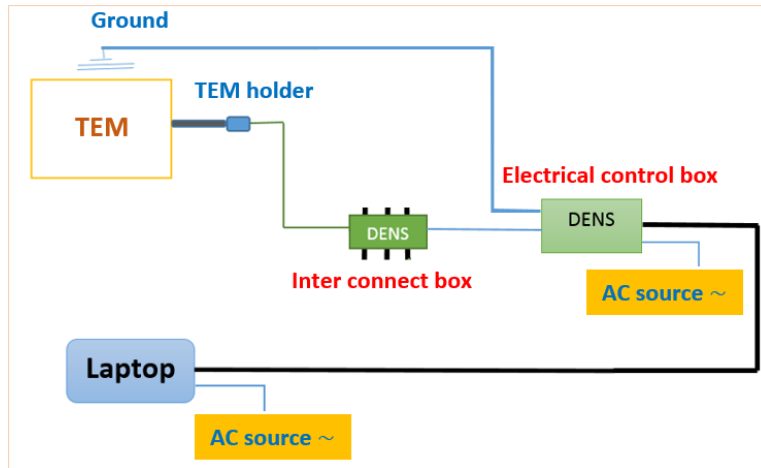 Ground
TEM holder
TEM
Electrical control box
DENS
DENS
Inter connect box
AC source ~
Laptop
AC source ~